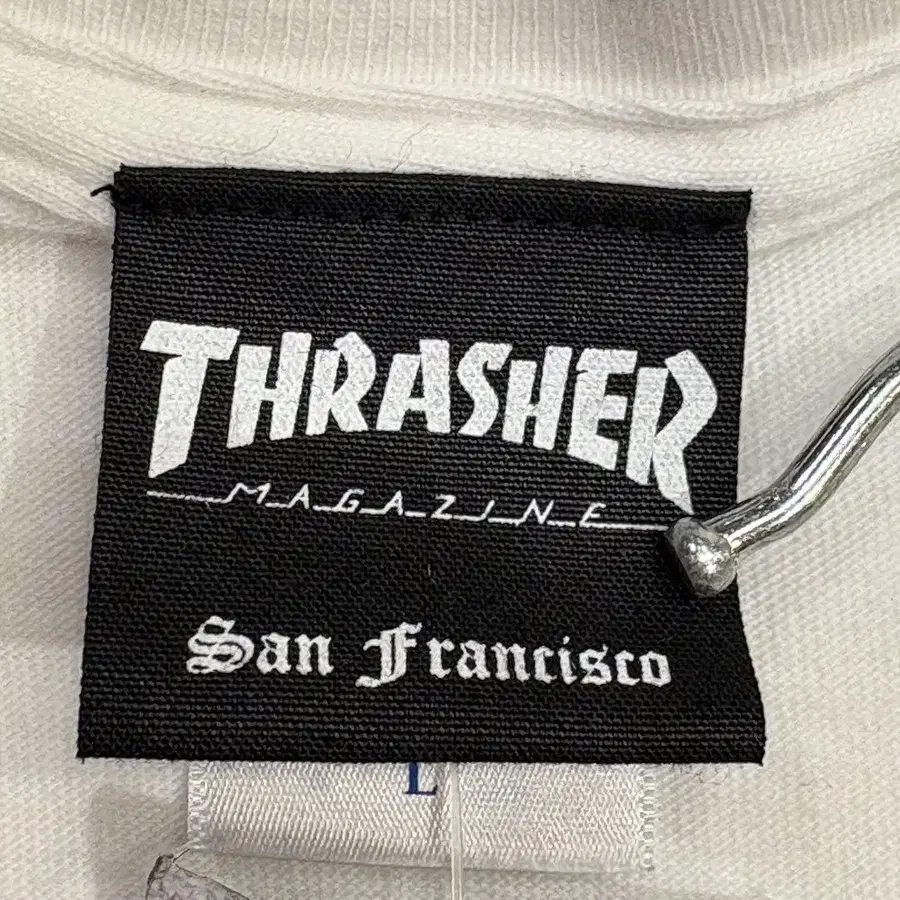 THRASHER
MAGAZINE
San Francisco
L